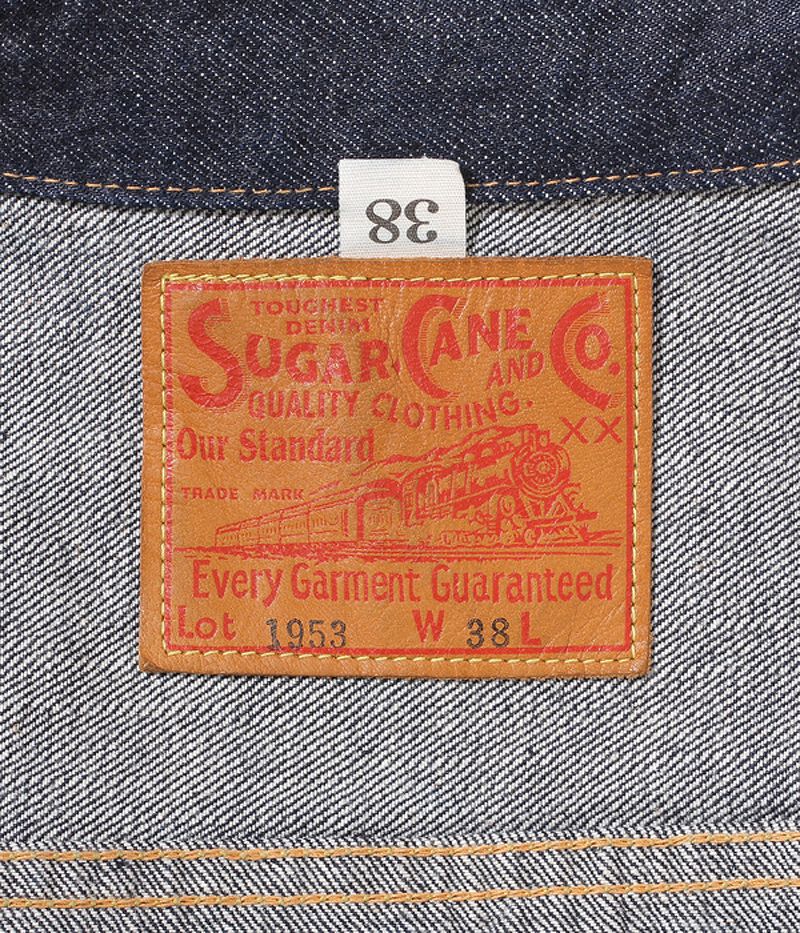 38
TOUGHEST
DENIM
SUGAR CANE CO.
AND
QUALITY CLOTHING.
XX
Our Standard
TRADE MARK
Every Garment Guaranteed
Lot 1953 W 38 L